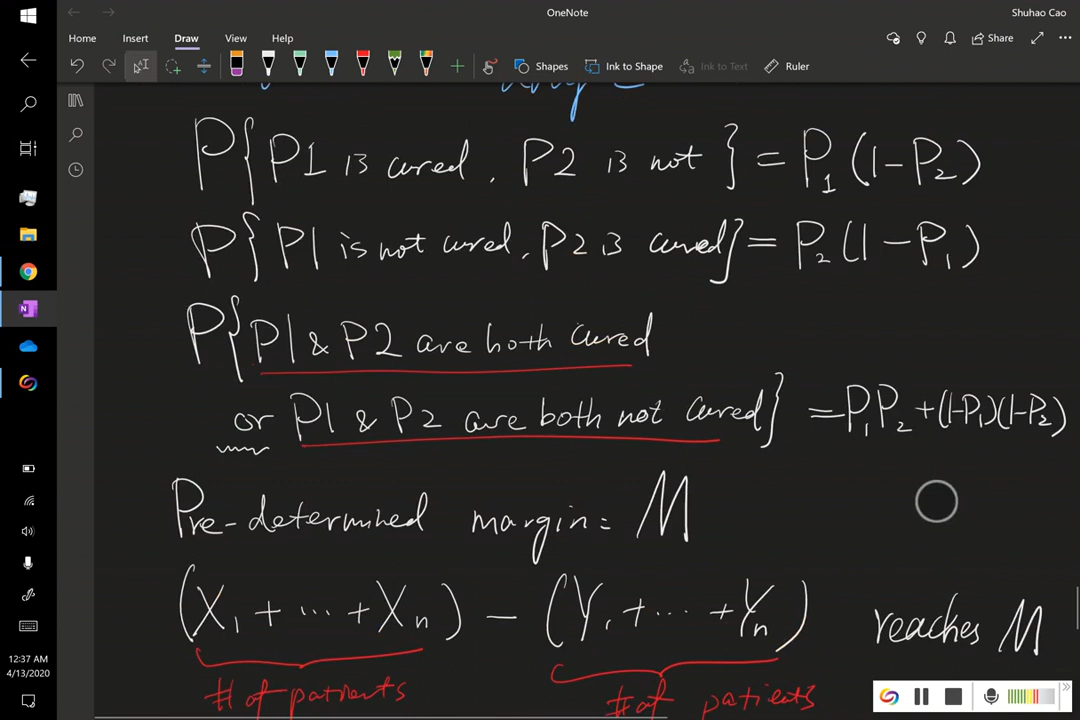 OneNote
Shuhao Cao
Home Insert Draw View Help
Share
Shapes Ink to Shape Ink to Text Ruler
P{P1 is cured, P2 is not} = P₁(1-P₂)
P{P1 is not cured, P2 is cured} = P₂(1-P₁)
P{P1 & P2 are both cured
or P1 & P2 are both not cured} = P₁P₂+(1-P₁)(1-P₂)
Pre-determined margin = M
(X₁ + ... + Xₙ) - (Y₁ + ... + Yₙ) reaches M
# of patients # of patients
12:37 AM
4/13/2020